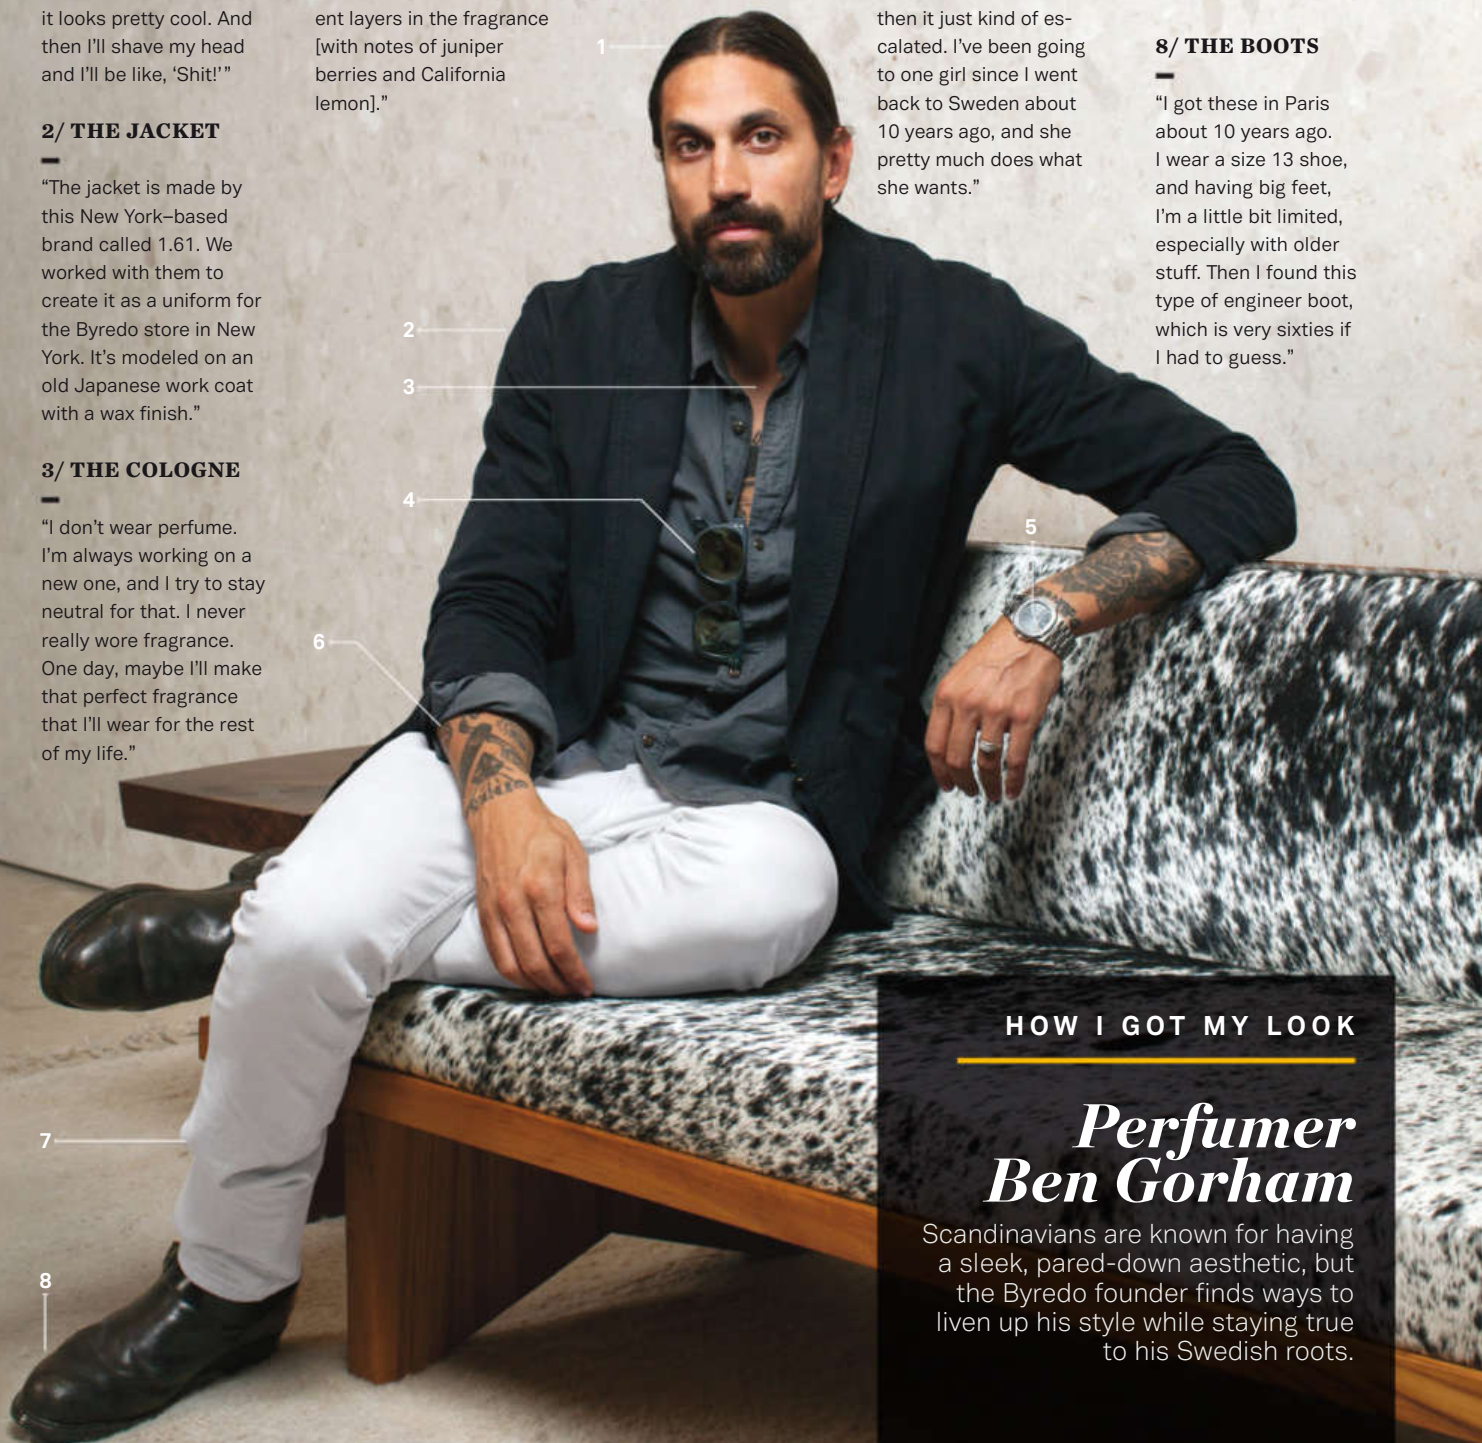 it looks pretty cool. And
then I’ll shave my head
and I’ll be like, ‘Shit!’”
2/ THE JACKET
“The jacket is made by
this New York–based
brand called 1.61. We
worked with them to
create it as a uniform for
the Byredo store in New
York. It’s modeled on an
old Japanese work coat
with a wax finish.”
3/ THE COLOGNE
“I don’t wear perfume.
I’m always working on a
new one, and I try to stay
neutral for that. I never
really wore fragrance.
One day, maybe I’ll make
that perfect fragrance
that I’ll wear for the rest
of my life.”
ent layers in the fragrance
[with notes of juniper
berries and California
lemon].”
then it just kind of es-
calated. I’ve been going
to one girl since I went
back to Sweden about
10 years ago, and she
pretty much does what
she wants.”
8/ THE BOOTS
“I got these in Paris
about 10 years ago.
I wear a size 13 shoe,
and having big feet,
I’m a little bit limited,
especially with older
stuff. Then I found this
type of engineer boot,
which is very sixties if
I had to guess.”
1
2
3
4
5
6
7
8
HOW I GOT MY LOOK
Perfumer
Ben Gorham
Scandinavians are known for having
a sleek, pared-down aesthetic, but
the Byredo founder finds ways to
liven up his style while staying true
to his Swedish roots.